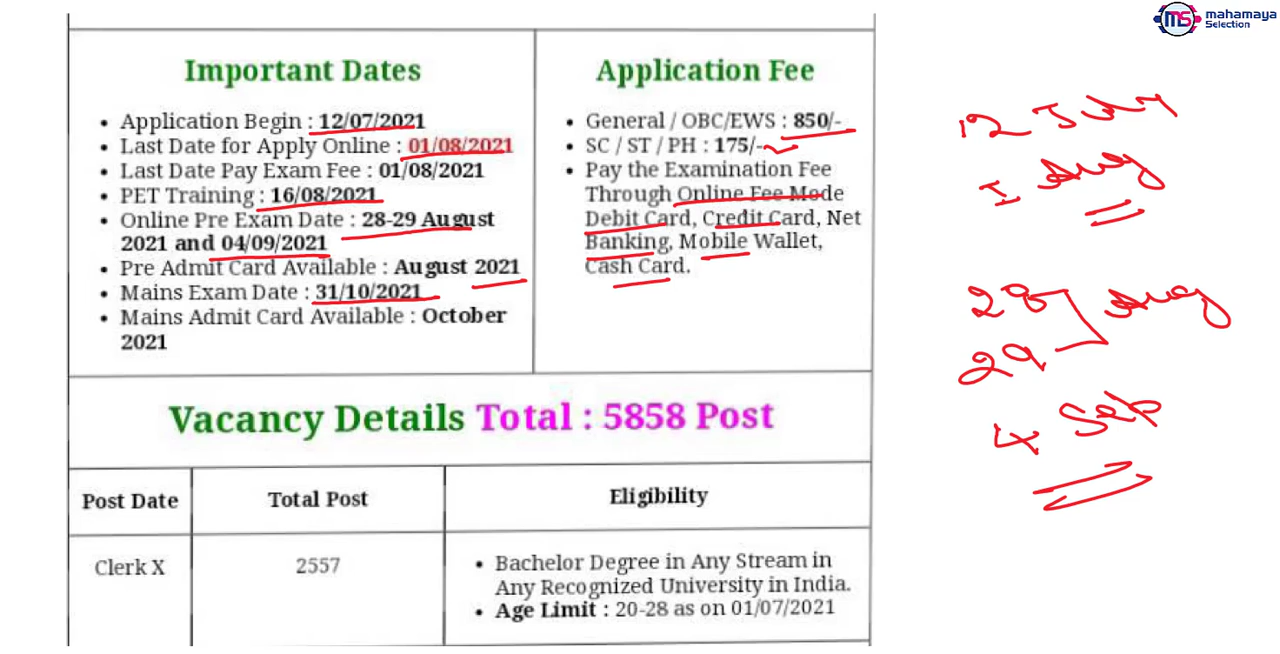 mahamaya
Selection
Important Dates
• Application Begin : 12/07/2021
• Last Date for Apply Online : 01/08/2021
• Last Date Pay Exam Fee : 01/08/2021
• PET Training : 16/08/2021
• Online Pre Exam Date : 28-29 August
2021 and 04/09/2021
• Pre Admit Card Available : August 2021
• Mains Exam Date : 31/10/2021
• Mains Admit Card Available : October
2021
Application Fee
• General / OBC/EWS : 850/-
• SC / ST / PH : 175/-
• Pay the Examination Fee
Through Online Fee Mode
Debit Card, Credit Card, Net
Banking, Mobile Wallet,
Cash Card.
12 July
1 Aug
28
29 Aug
4 Sep
Vacancy Details Total : 5858 Post
Post Date Total Post Eligibility
Clerk X 2557
• Bachelor Degree in Any Stream in
Any Recognized University in India.
• Age Limit : 20-28 as on 01/07/2021